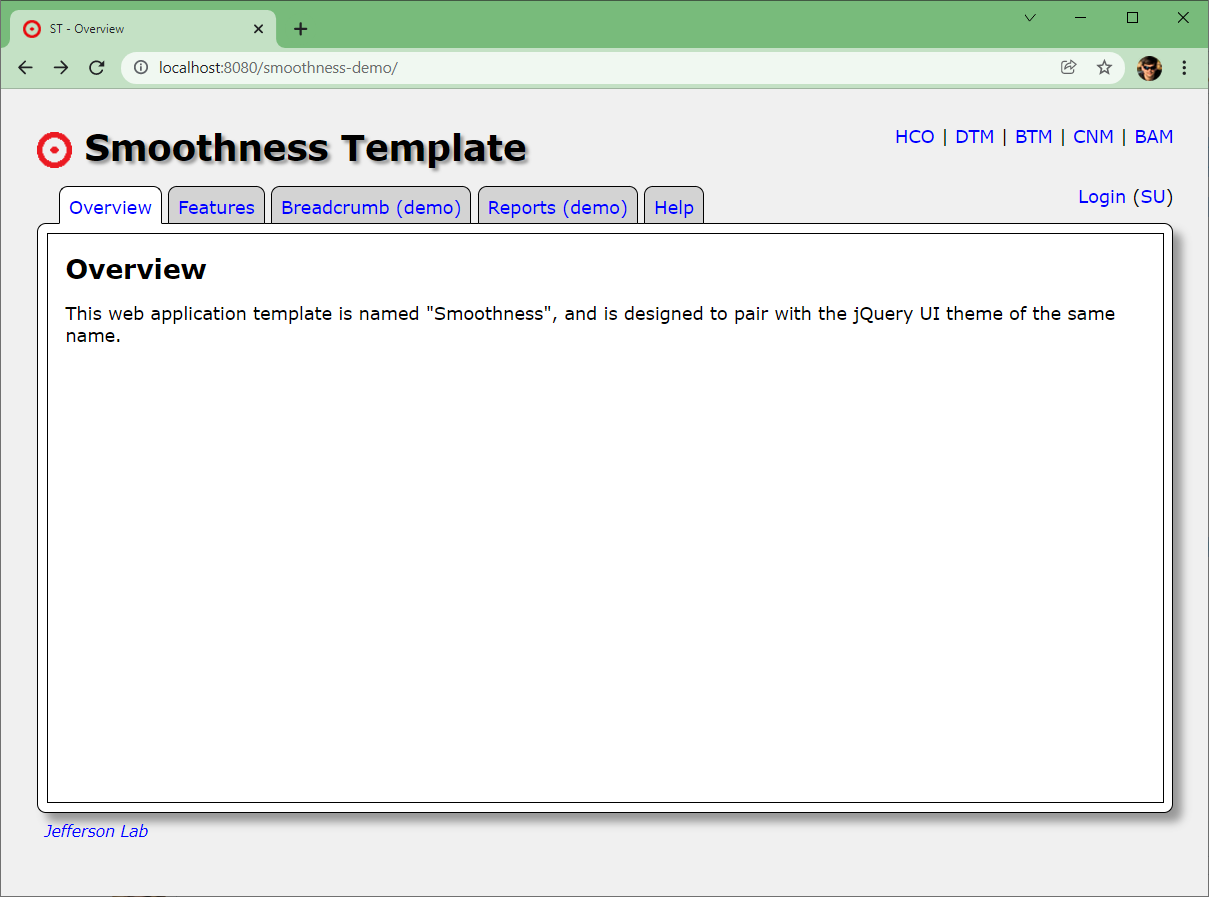 ST - Overview
localhost:8080/smoothness-demo/
Smoothness Template
HCO | DTM | BTM | CNM | BAM
Login (SU)
Overview Features Breadcrumb (demo) Reports (demo) Help
Overview
This web application template is named "Smoothness", and is designed to pair with the jQuery UI theme of the same
name.
Jefferson Lab